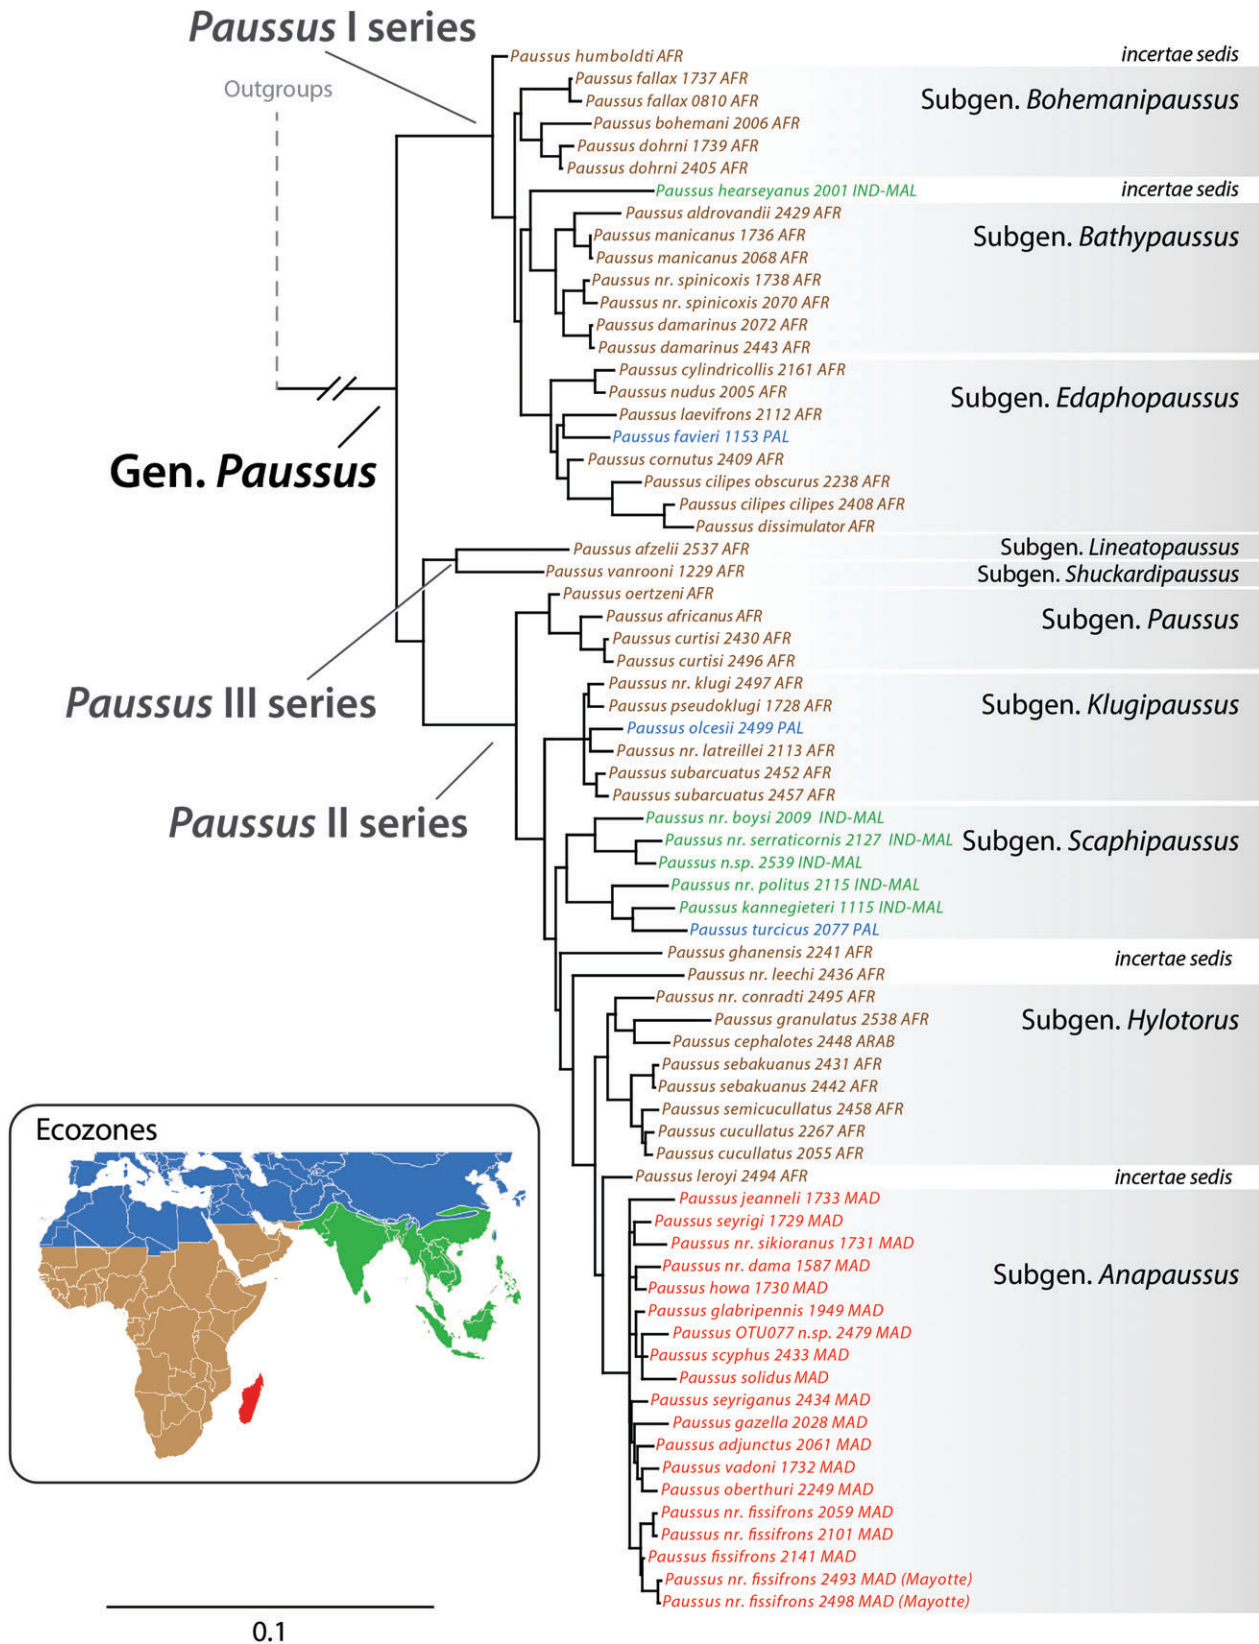 Paussus I series
Outgroups
Gen. Paussus
Paussus III series
Paussus II series
Paussus humboldti AFR
incertae sedis
Paussus fallax 1737 AFR
Subgen. Bohemanipaussus
Paussus fallax 0810 AFR
Paussus bohemani 2006 AFR
Paussus dohrni 1739 AFR
Paussus dohrni 2405 AFR
Paussus hearseyanus 2001 IND-MAL
incertae sedis
Paussus aldrovandii 2429 AFR
Subgen. Bathypaussus
Paussus manicanus 1736 AFR
Paussus manicanus 2068 AFR
Paussus nr. spinicoxis 1738 AFR
Paussus nr. spinicoxis 2070 AFR
Paussus damarinus 2072 AFR
Paussus damarinus 2443 AFR
Paussus cylindricollis 2161 AFR
Subgen. Edaphopaussus
Paussus nudus 2005 AFR
Paussus laevifrons 2112 AFR
Paussus favieri 1153 PAL
Paussus cornutus 2409 AFR
Paussus cilipes obscurus 2238 AFR
Paussus cilipes cilipes 2408 AFR
Paussus dissimulator AFR
Paussus afzelii 2537 AFR
Subgen. Lineatopaussus
Paussus vanrooni 1229 AFR
Subgen. Shuckardipaussus
Paussus oertzeni AFR
Subgen. Paussus
Paussus africanus AFR
Paussus curtisi 2430 AFR
Paussus curtisi 2496 AFR
Paussus nr. klugi 2497 AFR
Subgen. Klugipaussus
Paussus pseudoklugi 1728 AFR
Paussus olcesii 2499 PAL
Paussus nr. latreillei 2113 AFR
Paussus subarcuatus 2452 AFR
Paussus subarcuatus 2457 AFR
Paussus nr. boysi 2009 IND-MAL
Subgen. Scaphipaussus
Paussus nr. serraticornis 2127 IND-MAL
Paussus n.sp. 2539 IND-MAL
Paussus nr. politus 2115 IND-MAL
Paussus kannegieteri 1115 IND-MAL
Paussus turcicus 2077 PAL
Paussus ghanensis 2241 AFR
incertae sedis
Paussus nr. leechi 2436 AFR
Paussus nr. conradti 2495 AFR
Subgen. Hylotorus
Paussus granulatus 2538 AFR
Paussus cephalotes 2448 ARAB
Paussus sebakuanus 2431 AFR
Paussus sebakuanus 2442 AFR
Paussus semicucullatus 2458 AFR
Paussus cucullatus 2267 AFR
Paussus cucullatus 2055 AFR
Paussus leroyi 2494 AFR
incertae sedis
Paussus jeanneli 1733 MAD
Subgen. Anapaussus
Paussus seyrigi 1729 MAD
Paussus nr. sikioranus 1731 MAD
Paussus nr. dama 1587 MAD
Paussus howa 1730 MAD
Paussus glabripennis 1949 MAD
Paussus OTU077 n.sp. 2479 MAD
Paussus scyphus 2433 MAD
Paussus solidus MAD
Paussus seyriganus 2434 MAD
Paussus gazella 2028 MAD
Paussus adjunctus 2061 MAD
Paussus vadoni 1732 MAD
Paussus oberthuri 2249 MAD
Paussus nr. fissifrons 2059 MAD
Paussus nr. fissifrons 2101 MAD
Paussus fissifrons 2141 MAD
Paussus nr. fissifrons 2493 MAD (Mayotte)
Paussus nr. fissifrons 2498 MAD (Mayotte)
Ecozones
0.1